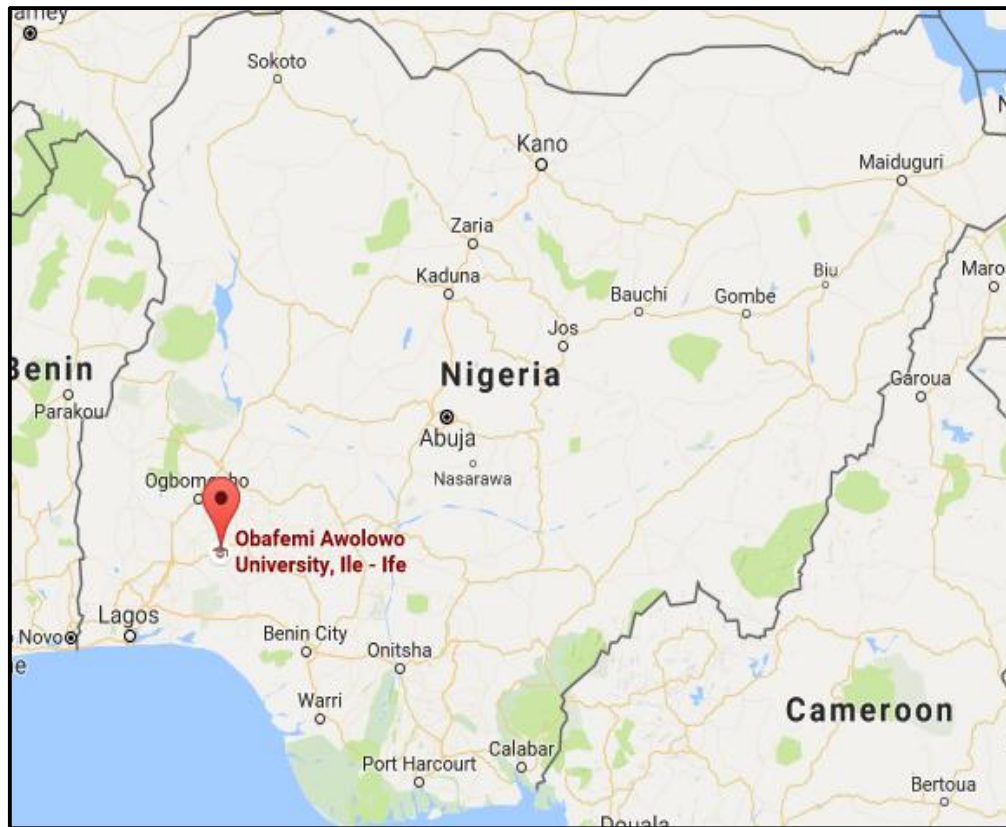 Sokoto
Kano
Maiduguri
Zaria
Kaduna
Biu
Bauchi
Gombe
Jos
Nigeria
Garoua
Parakou
Abuja
Nasarawa
Obafemi Awolowo
University, Ile - Ife
Lagos
Novo
Benin City
Onitsha
Warri
Cameroon
Calabar
Port Harcourt
Bertoua